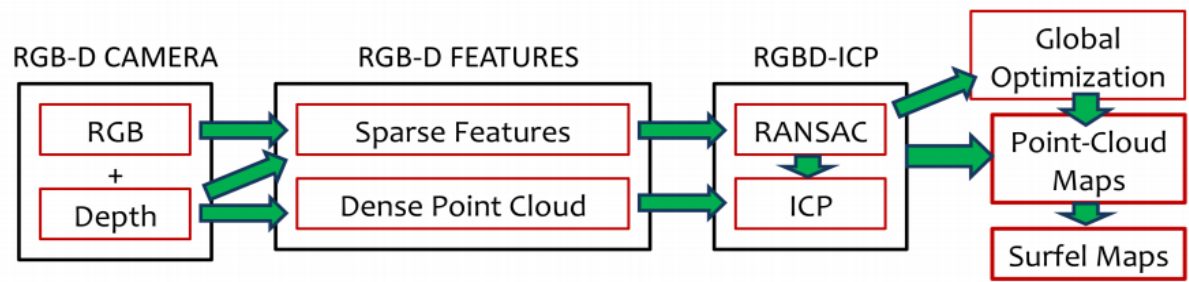 RGB-D CAMERA
RGB
+
Depth
RGB-D FEATURES
Sparse Features
Dense Point Cloud
RGBD-ICP
RANSAC
ICP
Global
Optimization
Point-Cloud
Maps
Surfel Maps